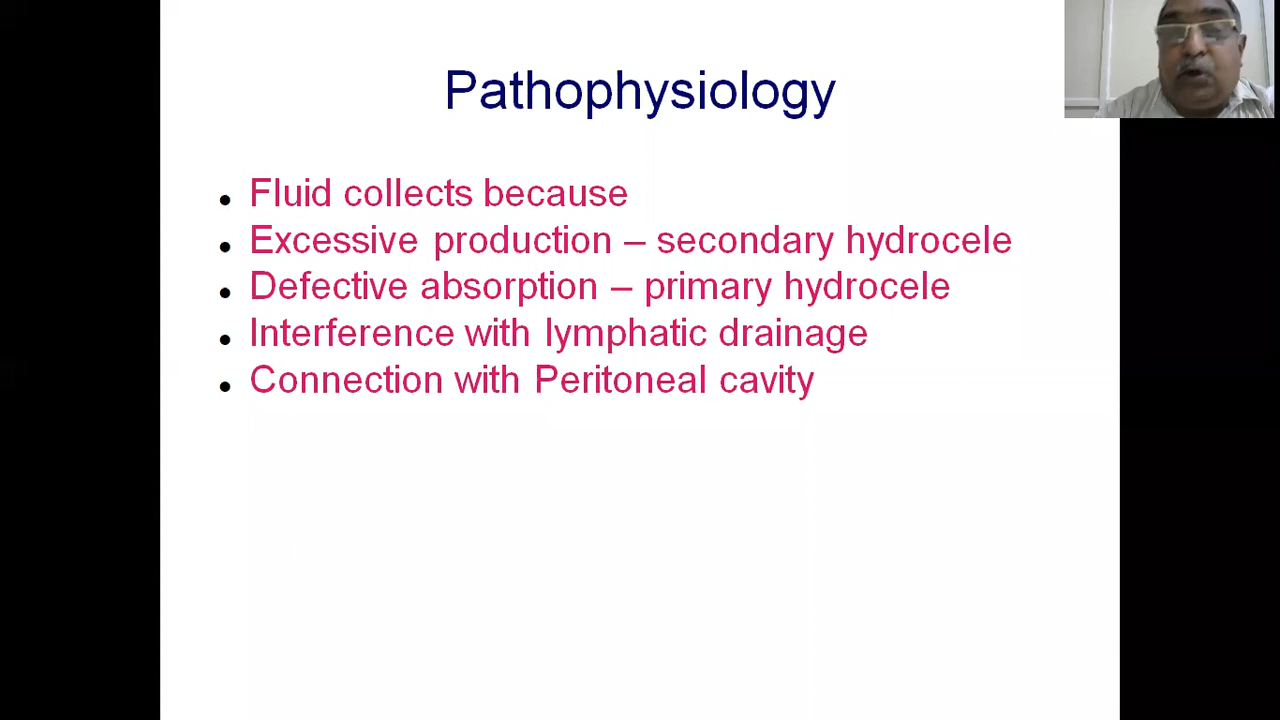 Pathophysiology
Fluid collects because
Excessive production – secondary hydrocele
Defective absorption – primary hydrocele
Interference with lymphatic drainage
Connection with Peritoneal cavity